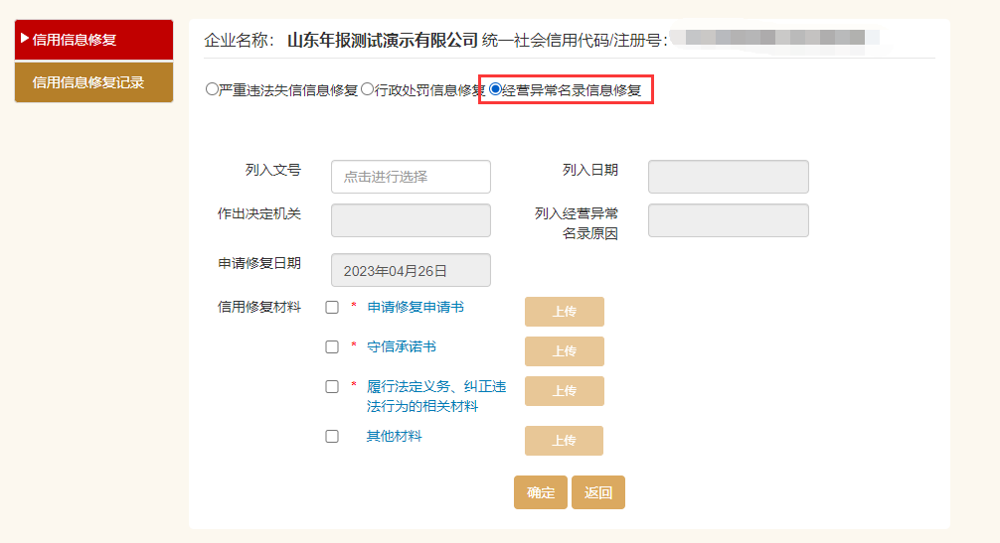 信用信息修复
信用信息修复记录
企业名称： 山东年报测试演示有限公司 统一社会信用代码/注册号：
严重违法失信信息修复 行政处罚信息修复 经营异常名录信息修复
列入文号 点击进行选择 列入日期
作出决定机关 列入经营异常
名录原因
申请修复日期 2023年04月26日
信用修复材料 * 申请修复申请书 上传
* 守信承诺书 上传
* 履行法定义务、纠正违 上传
法行为的相关材料
其他材料 上传
确定 返回